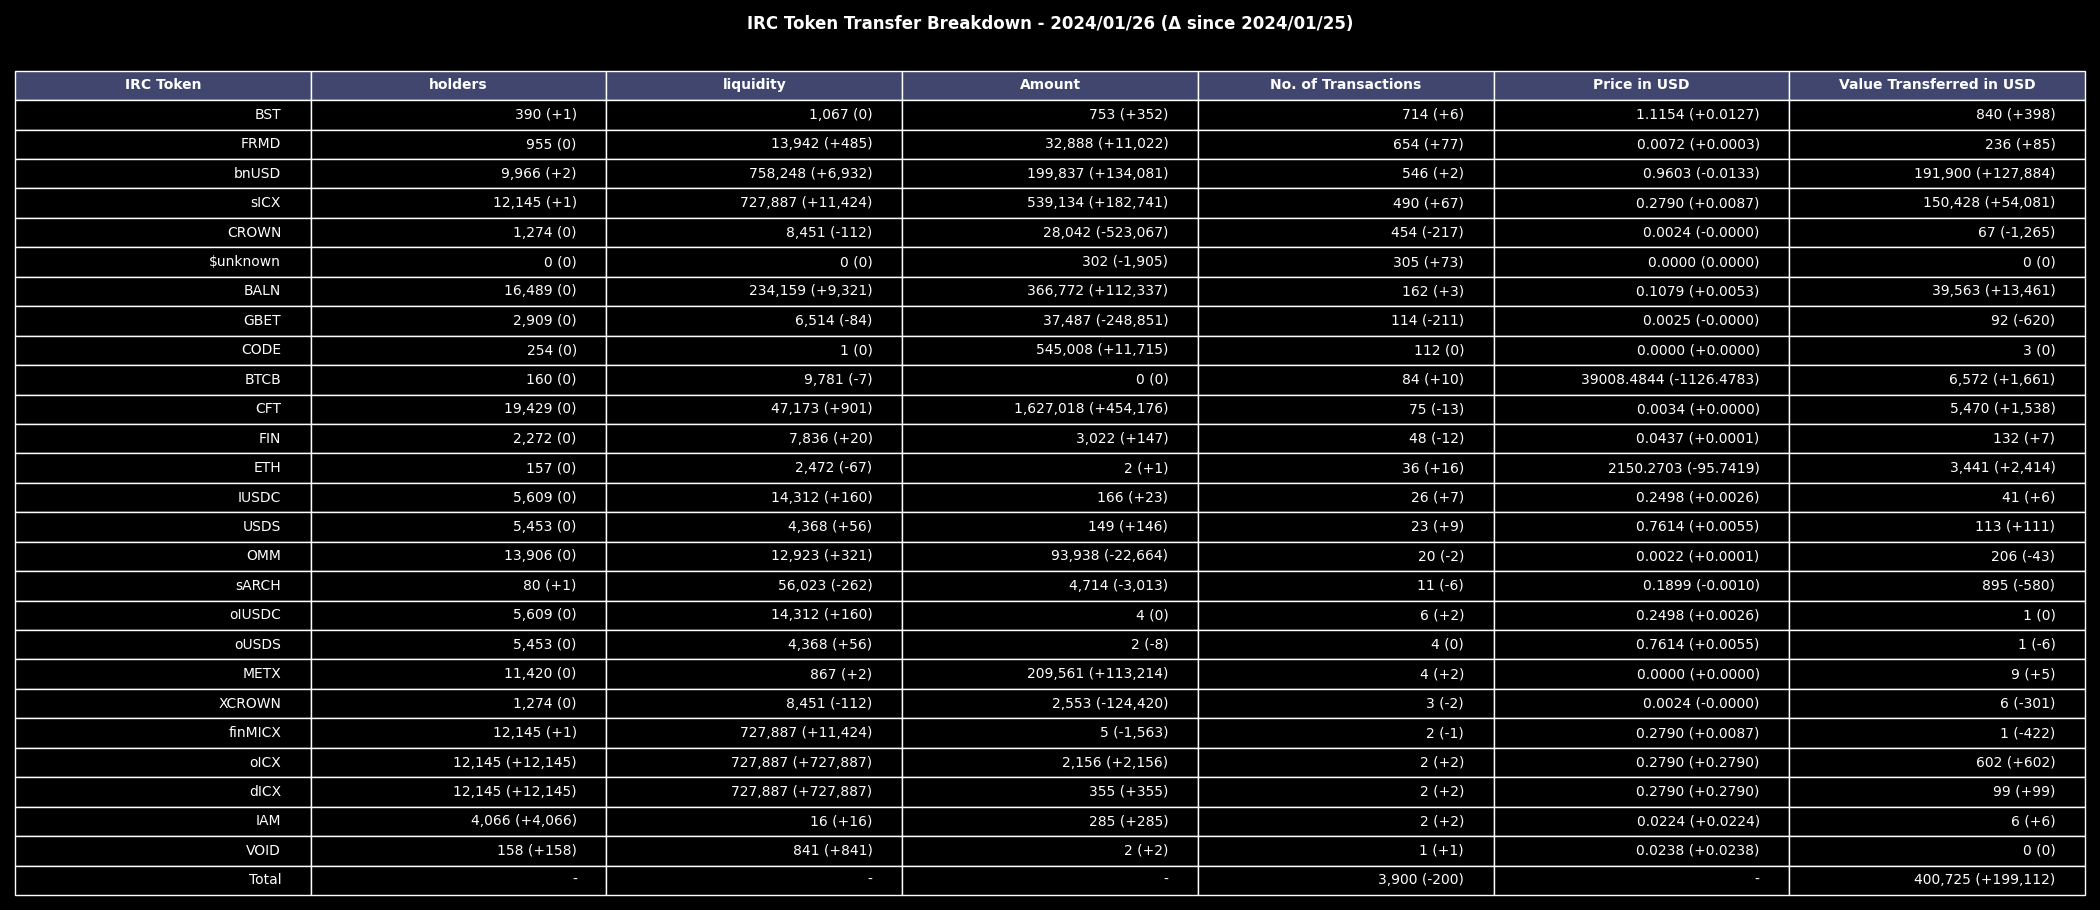 IRC Token Transfer Breakdown - 2024/01/26 (Δ since 2024/01/25)
IRC Token holders liquidity Amount No. of Transactions Price in USD Value Transferred in USD
BST 390 (+1) 1,067 (0) 753 (+352) 714 (+6) 1.1154 (+0.0127) 840 (+398)
FRMD 955 (0) 13,942 (+485) 32,888 (+11,022) 654 (+77) 0.0072 (+0.0003) 236 (+85)
bnUSD 9,966 (+2) 758,248 (+6,932) 199,837 (+134,081) 546 (+2) 0.9603 (-0.0133) 191,900 (+127,884)
sICX 12,145 (+1) 727,887 (+11,424) 539,134 (+182,741) 490 (+67) 0.2790 (+0.0087) 150,428 (+54,081)
CROWN 1,274 (0) 8,451 (-112) 28,042 (-523,067) 454 (-217) 0.0024 (-0.0000) 67 (-1,265)
$unknown 0 (0) 0 (0) 302 (-1,905) 305 (+73) 0.0000 (0.0000) 0 (0)
BALN 16,489 (0) 234,159 (+9,321) 366,772 (+112,337) 162 (+3) 0.1079 (+0.0053) 39,563 (+13,461)
GBET 2,909 (0) 6,514 (-84) 37,487 (-248,851) 114 (-211) 0.0025 (-0.0000) 92 (-620)
CODE 254 (0) 1 (0) 545,008 (+11,715) 112 (0) 0.0000 (+0.0000) 3 (0)
BTCB 160 (0) 9,781 (-7) 0 (0) 84 (+10) 39008.4844 (-1126.4783) 6,572 (+1,661)
CFT 19,429 (0) 47,173 (+901) 1,627,018 (+454,176) 75 (-13) 0.0034 (+0.0000) 5,470 (+1,538)
FIN 2,272 (0) 7,836 (+20) 3,022 (+147) 48 (-12) 0.0437 (+0.0001) 132 (+7)
ETH 157 (0) 2,472 (-67) 2 (+1) 36 (+16) 2150.2703 (-95.7419) 3,441 (+2,414)
IUSDC 5,609 (0) 14,312 (+160) 166 (+23) 26 (+7) 0.2498 (+0.0026) 41 (+6)
USDS 5,453 (0) 4,368 (+56) 149 (+146) 23 (+9) 0.7614 (+0.0055) 113 (+111)
OMM 13,906 (0) 12,923 (+321) 93,938 (-22,664) 20 (-2) 0.0022 (+0.0001) 206 (-43)
sARCH 80 (+1) 56,023 (-262) 4,714 (-3,013) 11 (-6) 0.1899 (-0.0010) 895 (-580)
oIUSDC 5,609 (0) 14,312 (+160) 4 (0) 6 (+2) 0.2498 (+0.0026) 1 (0)
oUSDS 5,453 (0) 4,368 (+56) 2 (-8) 4 (0) 0.7614 (+0.0055) 1 (-6)
METX 11,420 (0) 867 (+2) 209,561 (+113,214) 4 (+2) 0.0000 (+0.0000) 9 (+5)
XCROWN 1,274 (0) 8,451 (-112) 2,553 (-124,420) 3 (-2) 0.0024 (-0.0000) 6 (-301)
finMICX 12,145 (+1) 727,887 (+11,424) 5 (-1,563) 2 (-1) 0.2790 (+0.0087) 1 (-422)
oICX 12,145 (+12,145) 727,887 (+727,887) 2,156 (+2,156) 2 (+2) 0.2790 (+0.2790) 602 (+602)
dICX 12,145 (+12,145) 727,887 (+727,887) 355 (+355) 2 (+2) 0.2790 (+0.2790) 99 (+99)
IAM 4,066 (+4,066) 16 (+16) 285 (+285) 2 (+2) 0.0224 (+0.0224) 6 (+6)
VOID 158 (+158) 841 (+841) 2 (+2) 1 (+1) 0.0238 (+0.0238) 0 (0)
Total - - - 3,900 (-200) - 400,725 (+199,112)